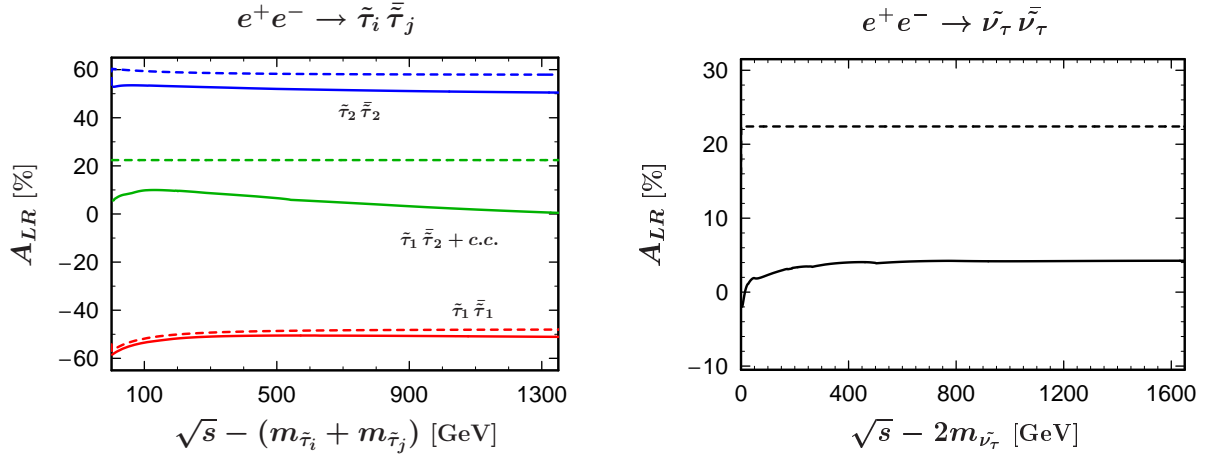 e⁺e⁻ → τ̃ᵢ τ̃̄ⱼ
A_LR [%]
60
40
20
0
−20
−40
−60
τ̃₂ τ̃̄₂
τ̃₁ τ̃̄₂ + c.c.
τ̃₁ τ̃̄₁
100 500 900 1300
√s − (m_τ̃ᵢ + m_τ̃ⱼ) [GeV]
e⁺e⁻ → ν̃_τ ν̃̄_τ
A_LR [%]
30
20
10
0
−10
0 400 800 1200 1600
√s − 2m_ν̃_τ [GeV]